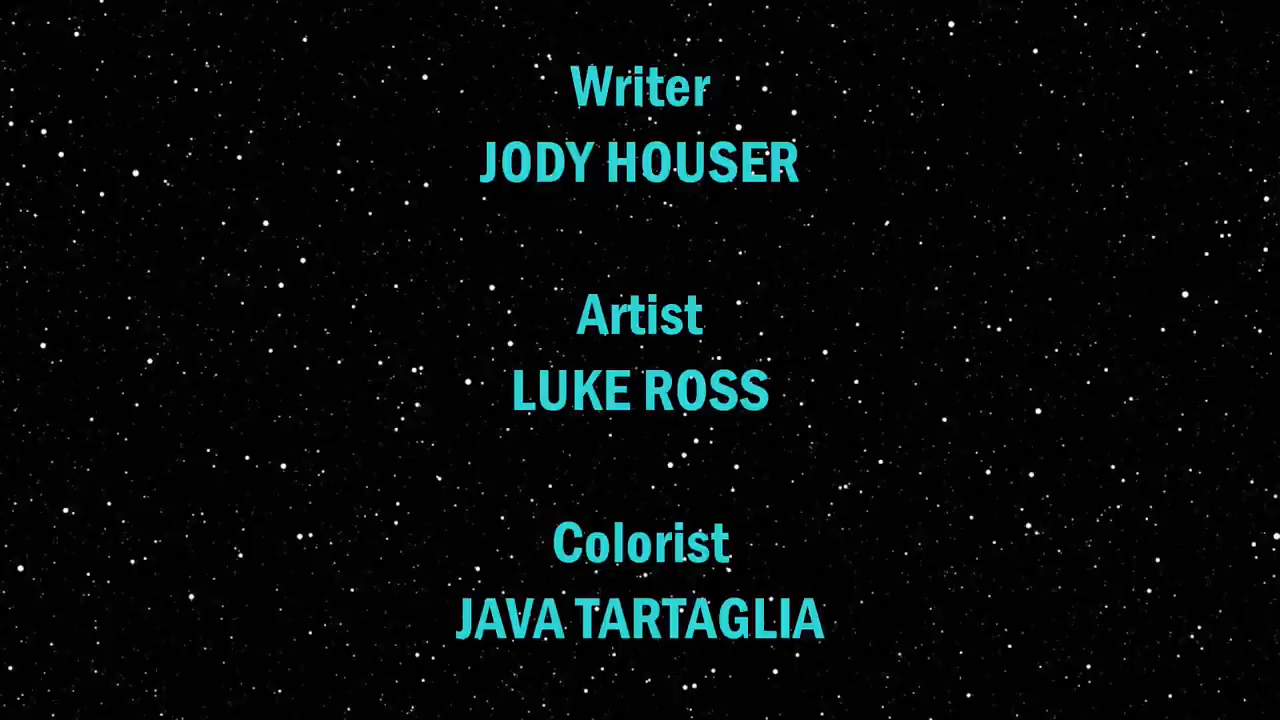 Writer
JODY HOUSER
Artist
LUKE ROSS
Colorist
JAVA TARTAGLIA